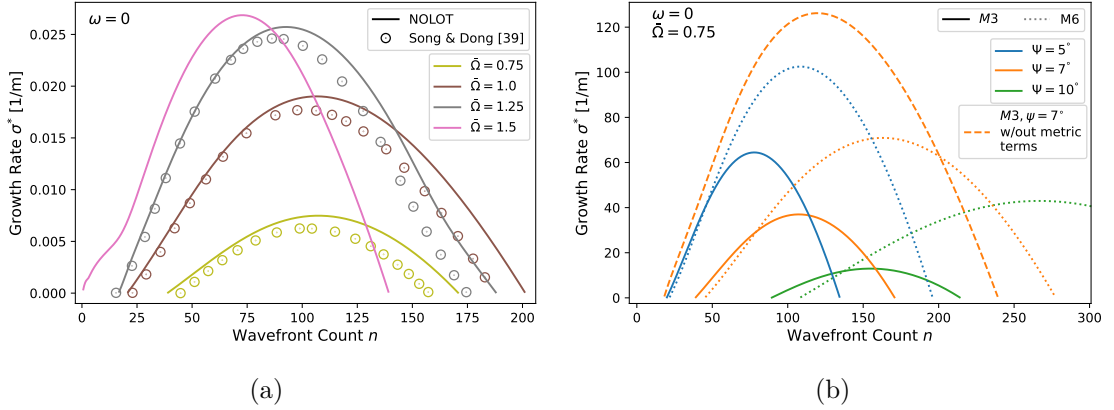 ω = 0
NOLOT
Song & Dong [39]
Ω̄ = 0.75
Ω̄ = 1.0
Ω̄ = 1.25
Ω̄ = 1.5
Growth Rate σ* [1/m]
0.025
0.020
0.015
0.010
0.005
0.000
0 25 50 75 100 125 150 175 200
Wavefront Count n
(a)
ω = 0
Ω̄ = 0.75
M3 M6
Ψ = 5°
Ψ = 7°
Ψ = 10°
M3, ψ = 7°
w/out metric
terms
Growth Rate σ* [1/m]
120
100
80
60
40
20
0
0 50 100 150 200 250 300
Wavefront Count n
(b)